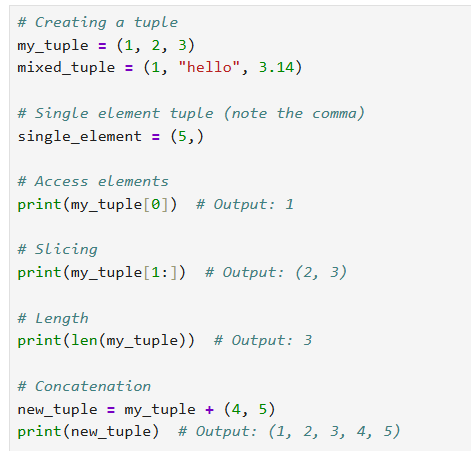 # Creating a tuple
my_tuple = (1, 2, 3)
mixed_tuple = (1, "hello", 3.14)
# Single element tuple (note the comma)
single_element = (5,)
# Access elements
print(my_tuple[0])  # Output: 1
# Slicing
print(my_tuple[1:])  # Output: (2, 3)
# Length
print(len(my_tuple))  # Output: 3
# Concatenation
new_tuple = my_tuple + (4, 5)
print(new_tuple)  # Output: (1, 2, 3, 4, 5)